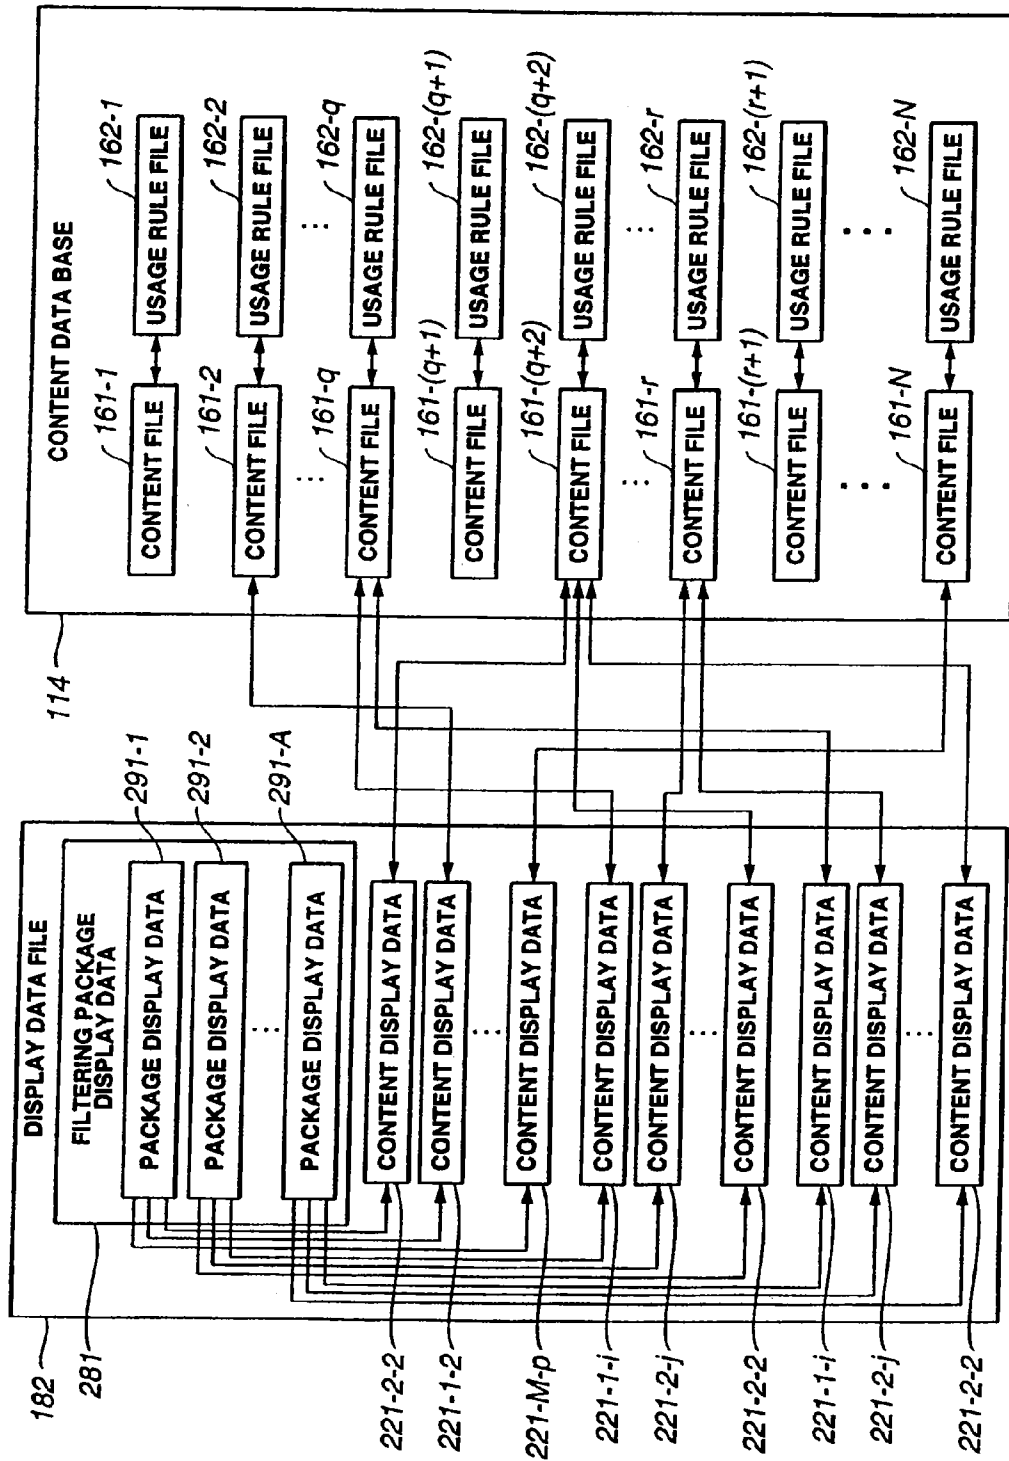 182
DISPLAY DATA FILE
281
FILTERING PACKAGE
DISPLAY DATA
PACKAGE DISPLAY DATA
291-1
PACKAGE DISPLAY DATA
291-2
⋮
PACKAGE DISPLAY DATA
291-A
221-2-2
CONTENT DISPLAY DATA
221-1-2
CONTENT DISPLAY DATA
⋮
221-M-p
CONTENT DISPLAY DATA
221-1-i
CONTENT DISPLAY DATA
221-2-j
CONTENT DISPLAY DATA
⋮
221-2-2
CONTENT DISPLAY DATA
221-1-i
CONTENT DISPLAY DATA
221-2-j
CONTENT DISPLAY DATA
⋮
221-2-2
CONTENT DISPLAY DATA
114
CONTENT DATA BASE
161-1
CONTENT FILE
162-1
USAGE RULE FILE
161-2
CONTENT FILE
162-2
USAGE RULE FILE
⋮ ⋮
161-q
CONTENT FILE
162-q
USAGE RULE FILE
161-(q+1)
CONTENT FILE
162-(q+1)
USAGE RULE FILE
161-(q+2)
CONTENT FILE
162-(q+2)
USAGE RULE FILE
⋮ ⋮
161-r
CONTENT FILE
162-r
USAGE RULE FILE
161-(r+1)
CONTENT FILE
162-(r+1)
USAGE RULE FILE
⋮ ⋮
161-N
CONTENT FILE
162-N
USAGE RULE FILE